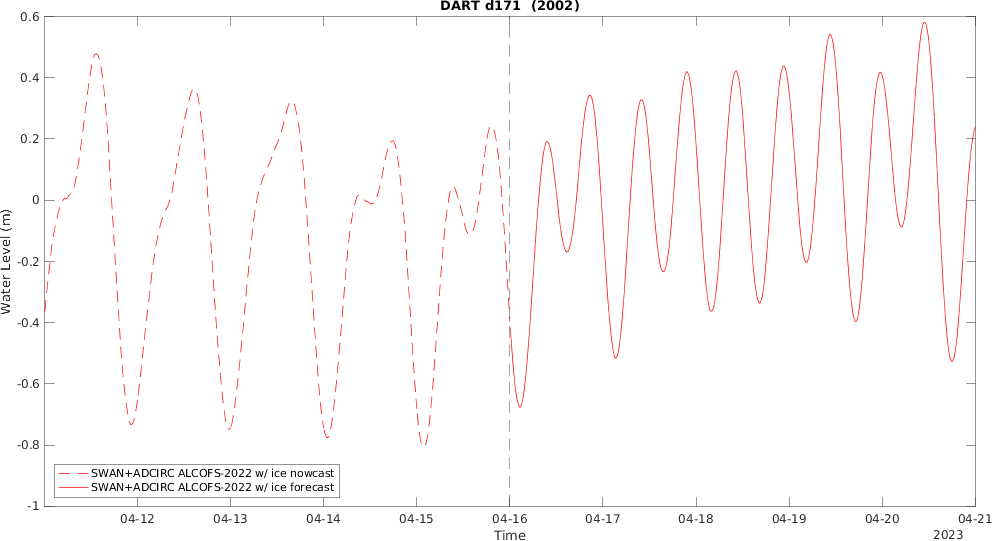 DART d171  (2002)
0.6
0.4
0.2
0
-0.2
-0.4
-0.6
-0.8
-1
Water Level (m)
SWAN+ADCIRC ALCOFS-2022 w/ ice nowcast
SWAN+ADCIRC ALCOFS-2022 w/ ice forecast
04-12 04-13 04-14 04-15 04-16 04-17 04-18 04-19 04-20 04-21
Time
2023